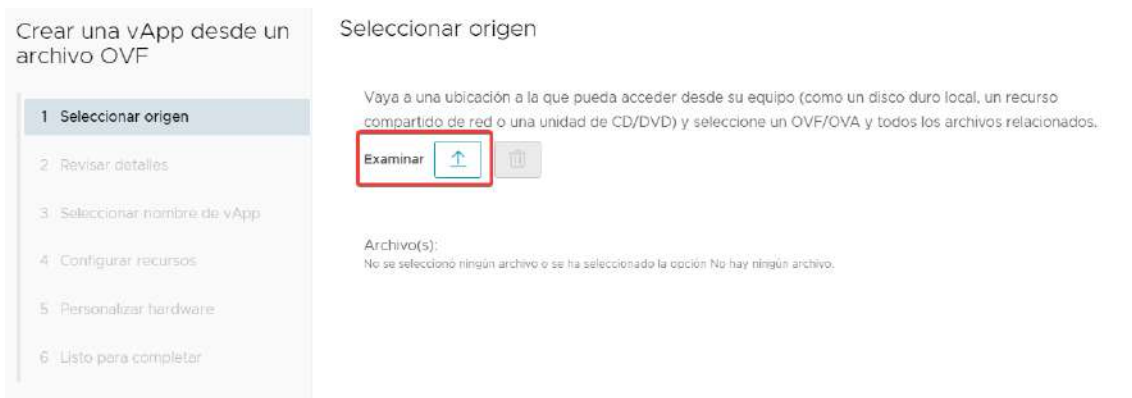 Crear una vApp desde un
archivo OVF
1 Seleccionar origen
2 Revisar detalles
3 Seleccionar nombre de vApp
4 Configurar recursos
5 Personalizar hardware
6 Listo para completar
Seleccionar origen
Vaya a una ubicación a la que pueda acceder desde su equipo (como un disco duro local, un recurso
compartido de red o una unidad de CD/DVD) y seleccione un OVF/OVA y todos los archivos relacionados.
Examinar
Archivo(s):
No se seleccionó ningún archivo o se ha seleccionado la opción No hay ningún archivo.